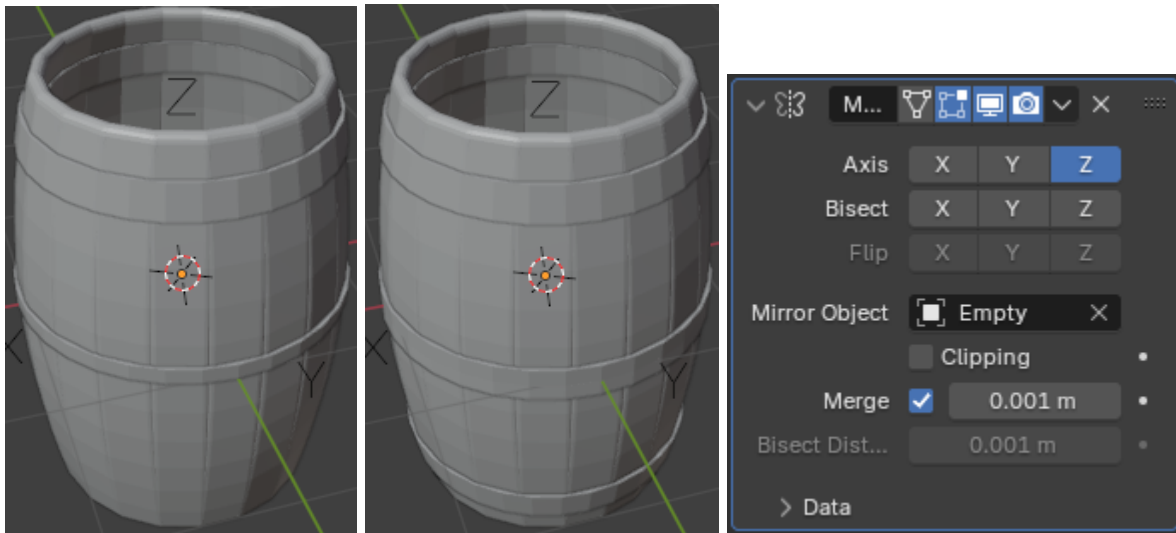 Z
X
Y
Z
X
Y
M...
Axis X Y Z
Bisect X Y Z
Flip X Y Z
Mirror Object Empty
Clipping
Merge 0.001 m
Bisect Dist... 0.001 m
Data